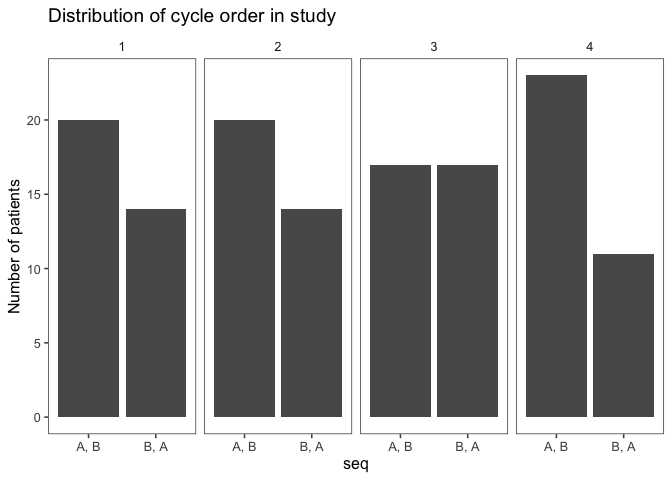 Distribution of cycle order in study
1 2 3 4
20
15
10
5
0
Number of patients
A, B B, A A, B B, A A, B B, A A, B B, A
seq